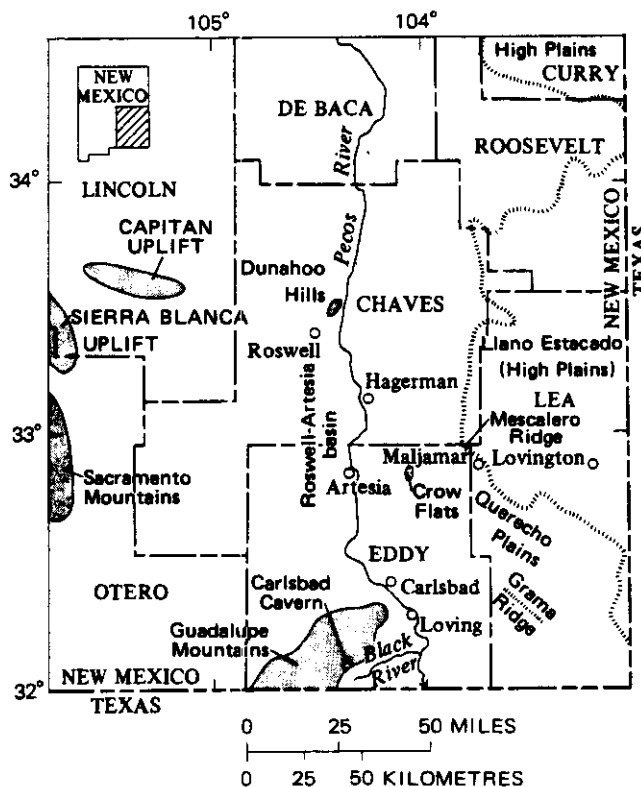 105°
104°
High Plains
CURRY
NEW
MEXICO
DE BACA
River
ROOSEVELT
34°
LINCOLN
Pecos
NEW MEXICO
TEXAS
CAPITAN
UPLIFT
Dunahoo
Hills
CHAVES
SIERRA BLANCA
UPLIFT
Roswell
Llano Estacado
(High Plains)
Hagerman
LEA
Roswell-Artesia
basin
33°
Mescalero
Ridge
Maljamar
Lovington
Sacramento
Mountains
Artesia
Crow
Flats
Querecho
Plains
EDDY
OTERO
Carlsbad
Cavern
Carlsbad
Grama
Ridge
Guadalupe
Mountains
Loving
Black
River
32°
NEW MEXICO
TEXAS
0 25 50 MILES
0 25 50 KILOMETRES